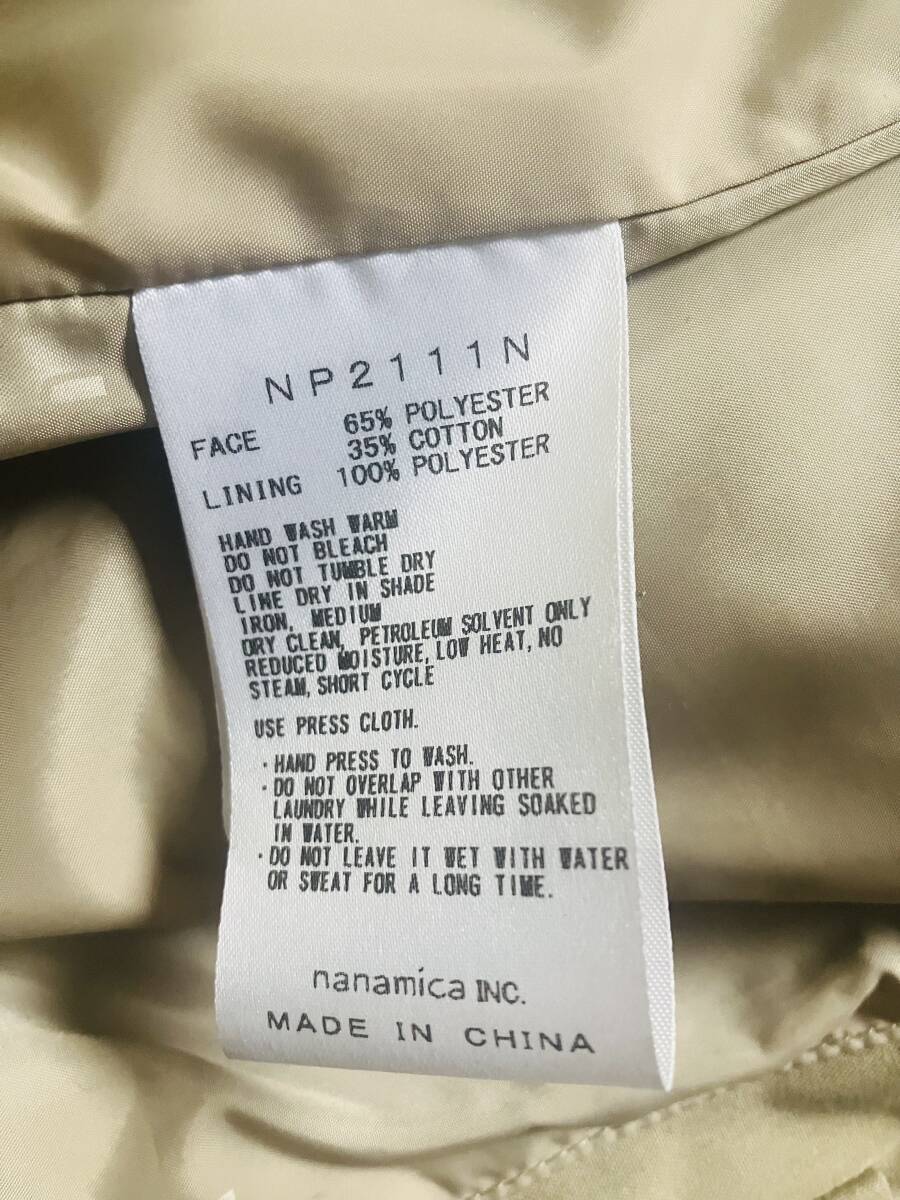 NP2111N
FACE 65% POLYESTER
35% COTTON
LINING 100% POLYESTER
HAND WASH WARM
DO NOT BLEACH
DO NOT TUMBLE DRY
LINE DRY IN SHADE
IRON, MEDIUM
DRY CLEAN, PETROLEUM SOLVENT ONLY
REDUCED MOISTURE, LOW HEAT, NO
STEAM, SHORT CYCLE
USE PRESS CLOTH.
・HAND PRESS TO WASH.
・DO NOT OVERLAP WITH OTHER
LAUNDRY WHILE LEAVING SOAKED
IN WATER.
・DO NOT LEAVE IT WET WITH WATER
OR SWEAT FOR A LONG TIME.
nanamica INC.
MADE IN CHINA